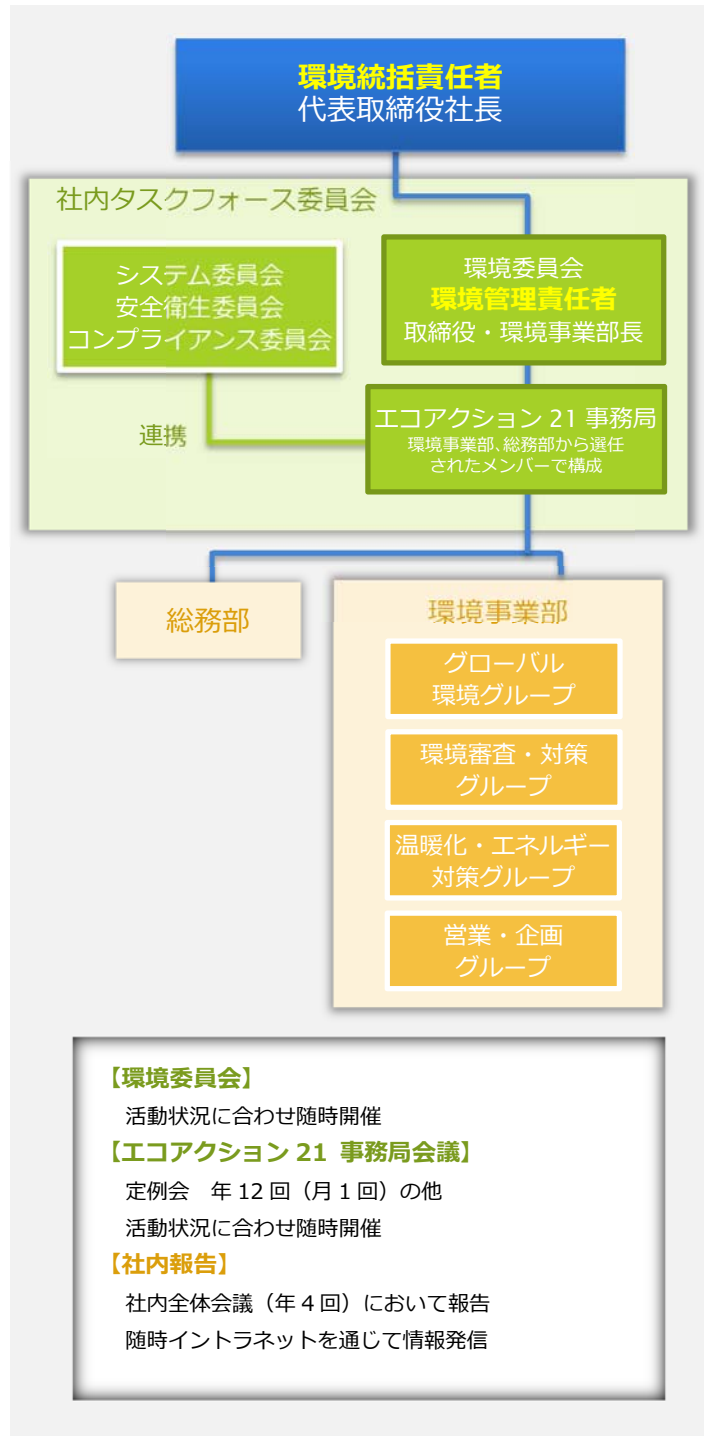 環境統括責任者
代表取締役社長
社内タスクフォース委員会
システム委員会
安全衛生委員会
コンプライアンス委員会
環境委員会
環境管理責任者
取締役・環境事業部長
連携
エコアクション 21 事務局
環境事業部、総務部から選任
されたメンバーで構成
総務部
環境事業部
グローバル
環境グループ
環境審査・対策
グループ
温暖化・エネルギー
対策グループ
営業・企画
グループ
【環境委員会】
活動状況に合わせ随時開催
【エコアクション 21 事務局会議】
定例会　年 12 回（月 1 回）の他
活動状況に合わせ随時開催
【社内報告】
社内全体会議（年 4 回）において報告
随時イントラネットを通じて情報発信